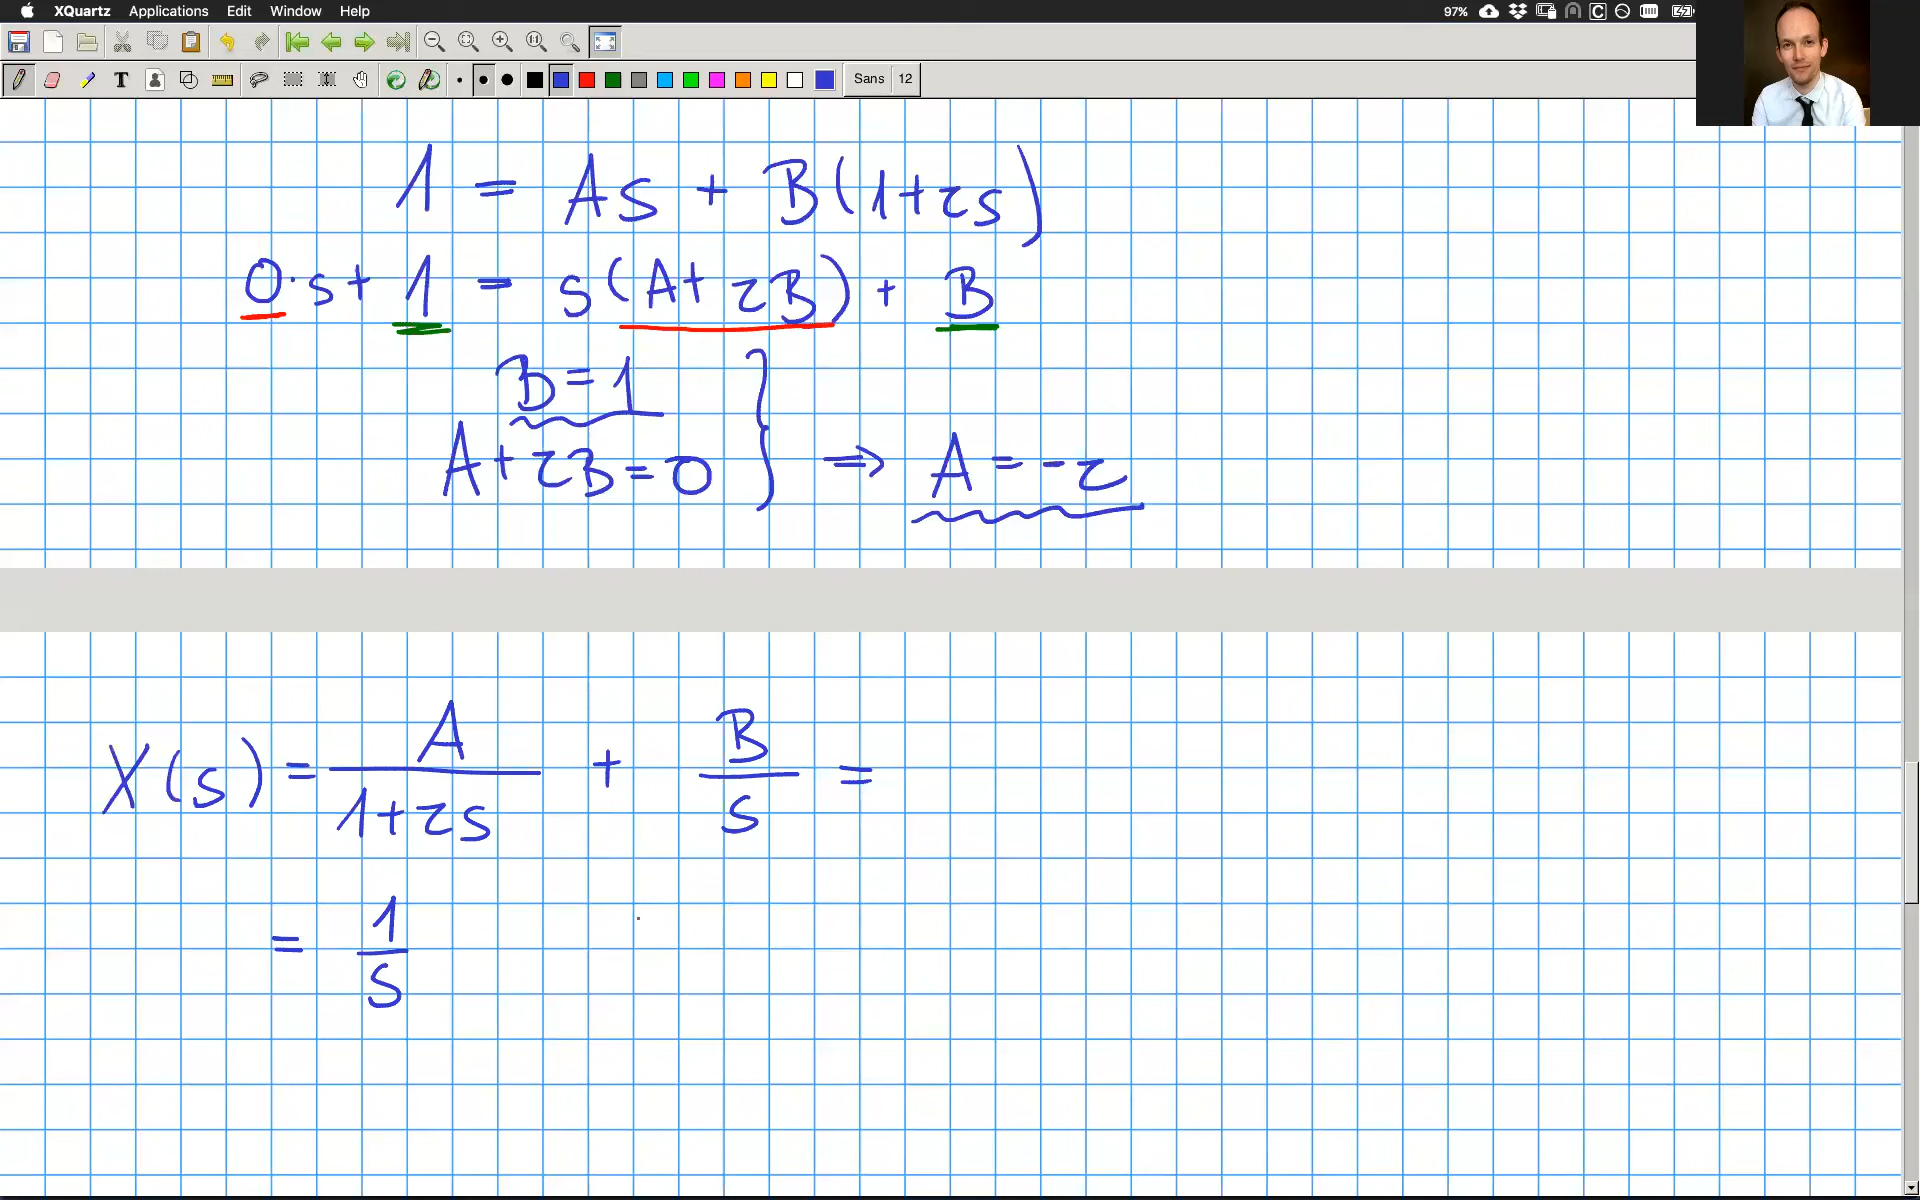 XQuartz Applications Edit Window Help 97%
Sans 12
1 = As + B(1+τs)
0·s + 1 = s(A+τB) + B
B = 1
A+τB=0 } ⇒ A = -τ
X(s) = A/(1+τs) + B/s =
= 1/s